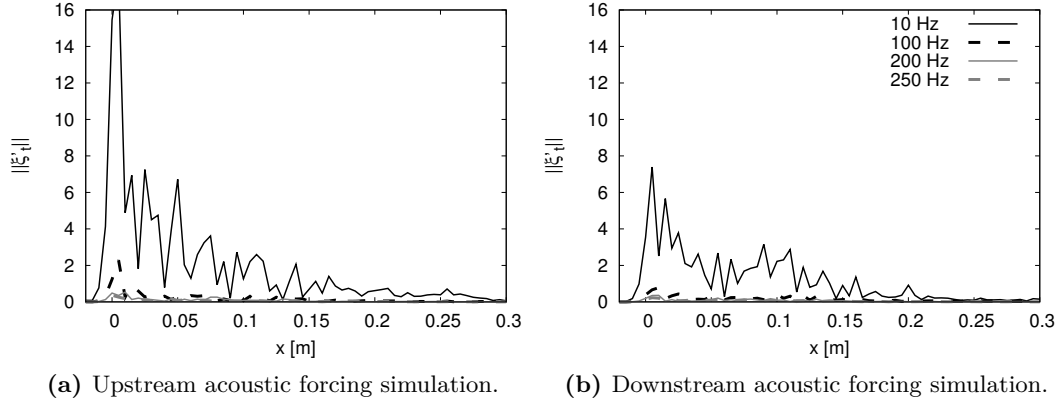 16
14
12
10
8
6
4
2
0
||ξ'ₜ||
0 0.05 0.1 0.15 0.2 0.25 0.3
x [m]
(a) Upstream acoustic forcing simulation.
16
14
12
10
8
6
4
2
0
||ξ'ₜ||
0 0.05 0.1 0.15 0.2 0.25 0.3
x [m]
10 Hz
100 Hz
200 Hz
250 Hz
(b) Downstream acoustic forcing simulation.